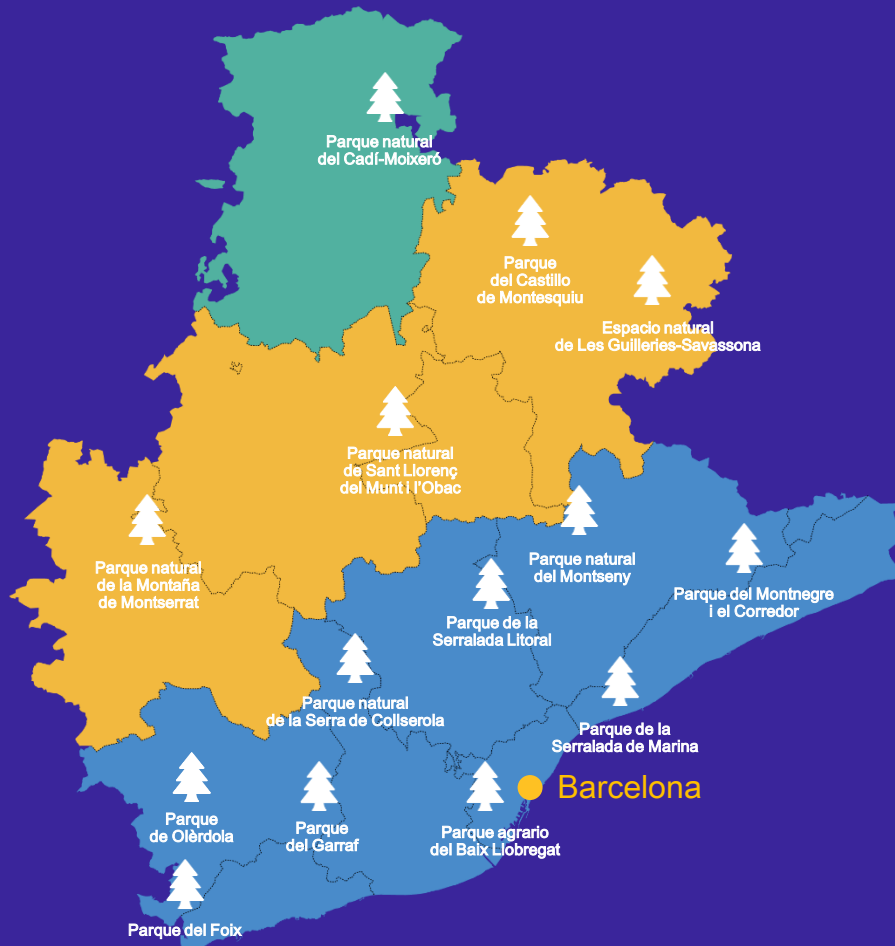 Parque natural
del Cadí-Moixeró
Parque
del Castillo
de Montesquiu
Espacio natural
de Les Guilleries-Savassona
Parque natural
de Sant Llorenç
del Munt i l'Obac
Parque natural
de la Montaña
de Montserrat
Parque natural
del Montseny
Parque del Montnegre
i el Corredor
Parque de la
Serralada Litoral
Parque natural
de la Serra de Collserola
Parque de la
Serralada de Marina
Barcelona
Parque
de Olèrdola
Parque
del Garraf
Parque agrario
del Baix Llobregat
Parque del Foix